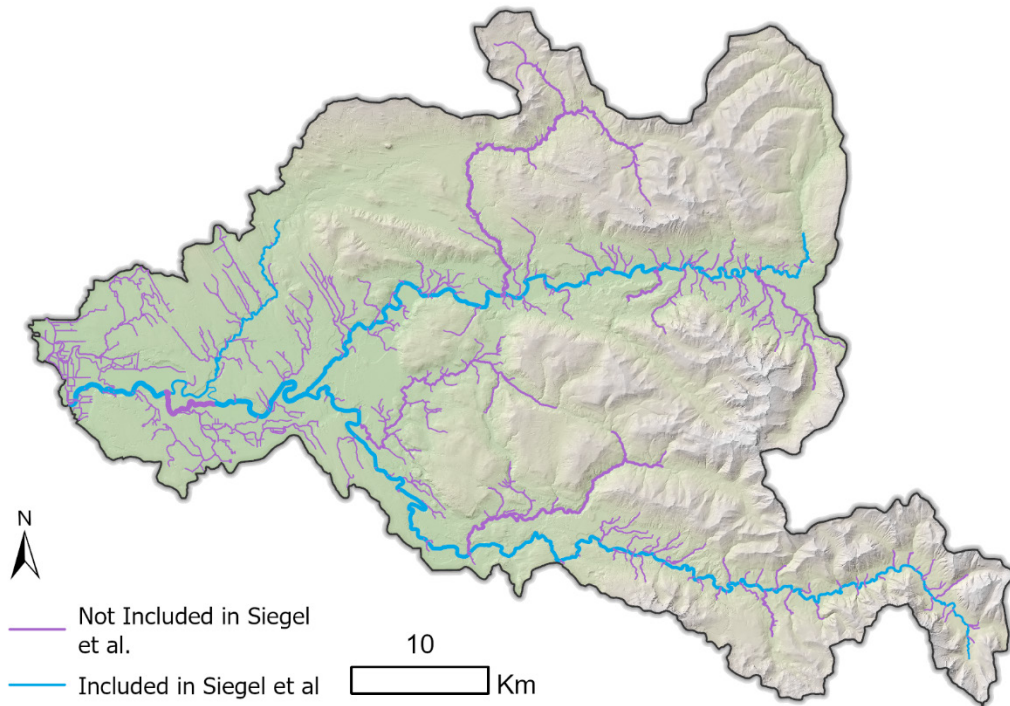 N
Not Included in Siegel
et al.
Included in Siegel et al
10
Km